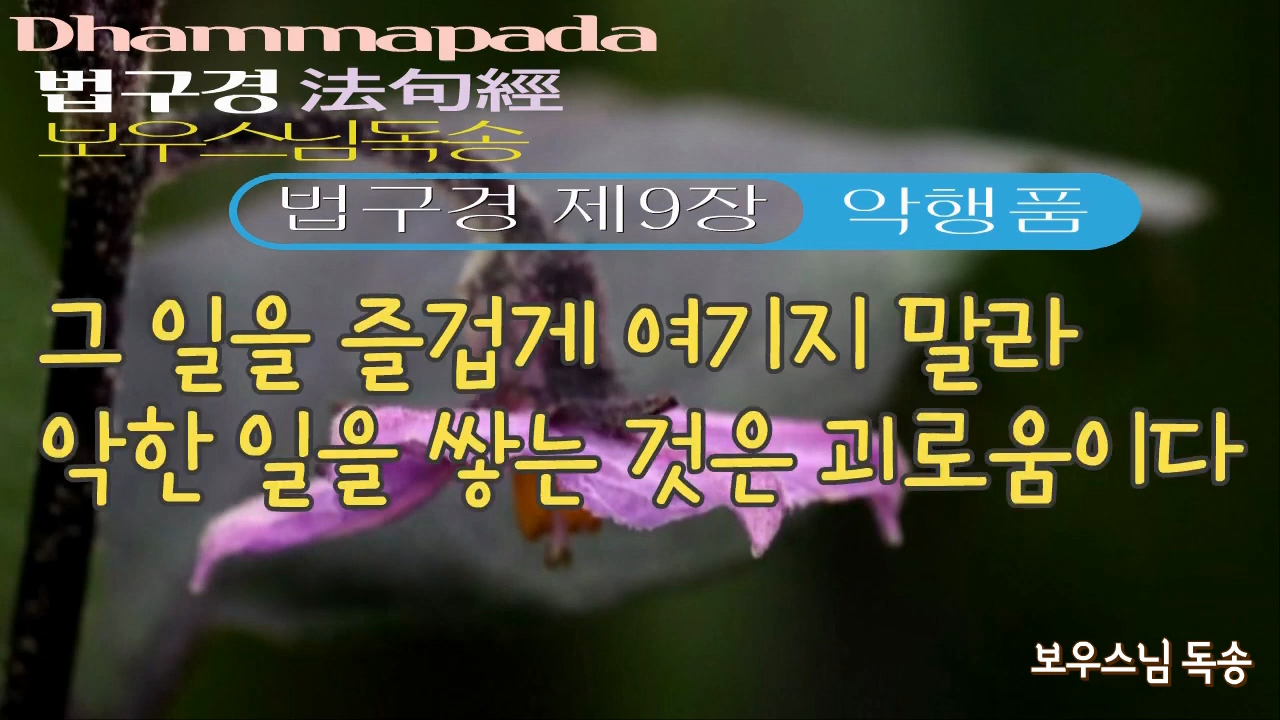 Dhammapada
법구경 法句經
보우스님독송
법구경 제9장 악행품
그 일을 즐겁게 여기지 말라
악한 일을 쌓는 것은 괴로움이다
보우스님 독송